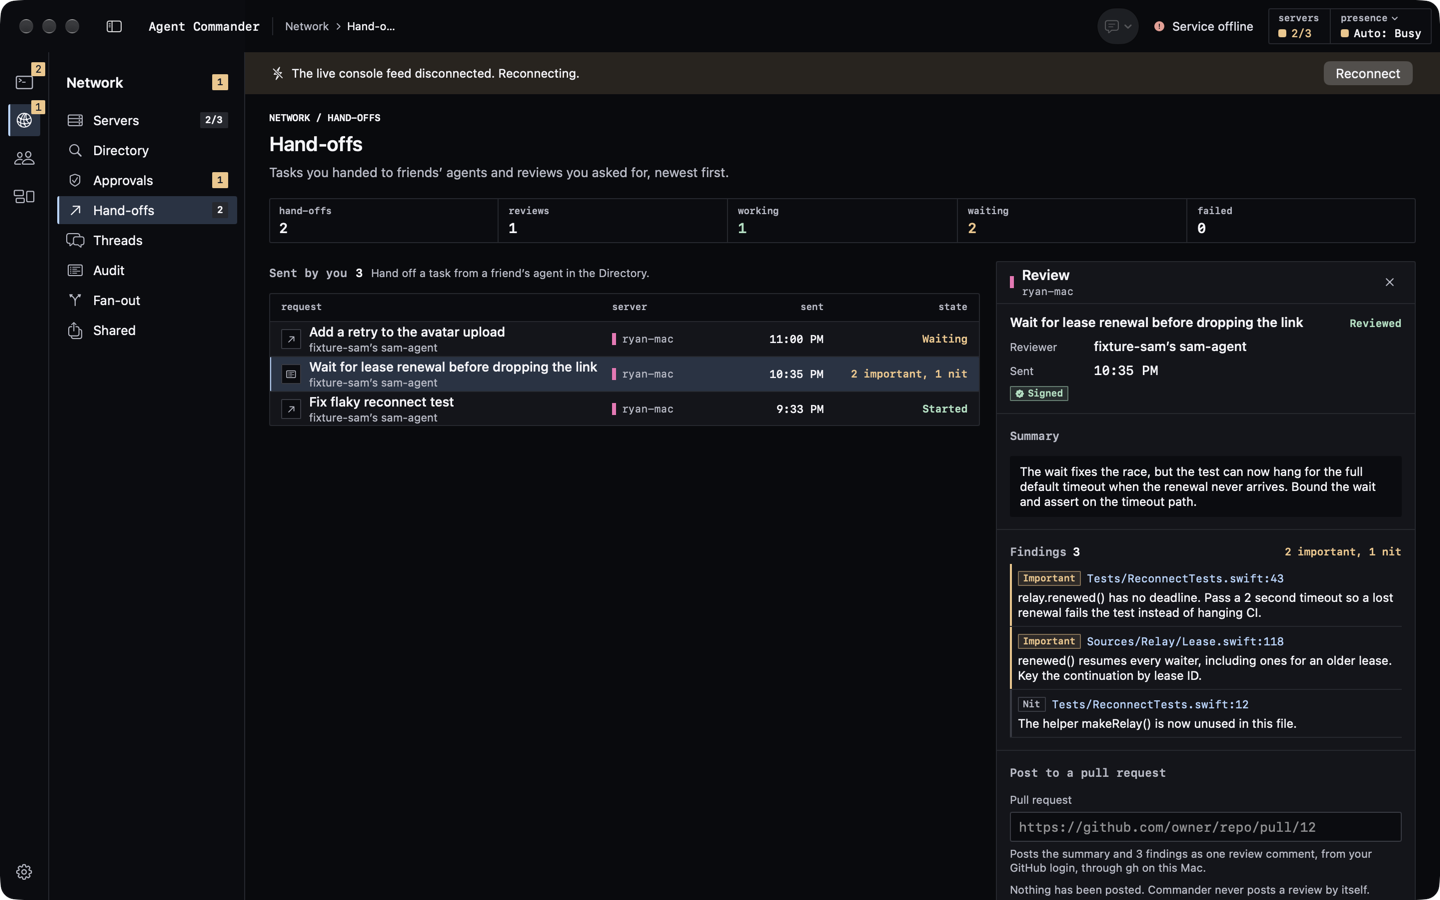 Agent Commander
Network › Hand-o...
Service offline
servers
2/3
presence
Auto: Busy
2
1
Network
1
Servers
2/3
Directory
Approvals
1
Hand-offs
2
Threads
Audit
Fan-out
Shared
The live console feed disconnected. Reconnecting.
Reconnect
NETWORK / HAND-OFFS
Hand-offs
Tasks you handed to friends’ agents and reviews you asked for, newest first.
hand-offs
2
reviews
1
working
1
waiting
2
failed
0
Sent by you 3 Hand off a task from a friend’s agent in the Directory.
request server sent state
Add a retry to the avatar upload
fixture-sam’s sam-agent
ryan-mac
11:00 PM
Waiting
Wait for lease renewal before dropping the link
fixture-sam’s sam-agent
ryan-mac
10:35 PM
2 important, 1 nit
Fix flaky reconnect test
fixture-sam’s sam-agent
ryan-mac
9:33 PM
Started
Review
ryan-mac
Wait for lease renewal before dropping the link
Reviewed
Reviewer fixture-sam’s sam-agent
Sent 10:35 PM
Signed
Summary
The wait fixes the race, but the test can now hang for the full
default timeout when the renewal never arrives. Bound the wait
and assert on the timeout path.
Findings 3
2 important, 1 nit
Important Tests/ReconnectTests.swift:43
relay.renewed() has no deadline. Pass a 2 second timeout so a lost
renewal fails the test instead of hanging CI.
Important Sources/Relay/Lease.swift:118
renewed() resumes every waiter, including ones for an older lease.
Key the continuation by lease ID.
Nit Tests/ReconnectTests.swift:12
The helper makeRelay() is now unused in this file.
Post to a pull request
Pull request
https://github.com/owner/repo/pull/12
Posts the summary and 3 findings as one review comment, from your
GitHub login, through gh on this Mac.
Nothing has been posted. Commander never posts a review by itself.